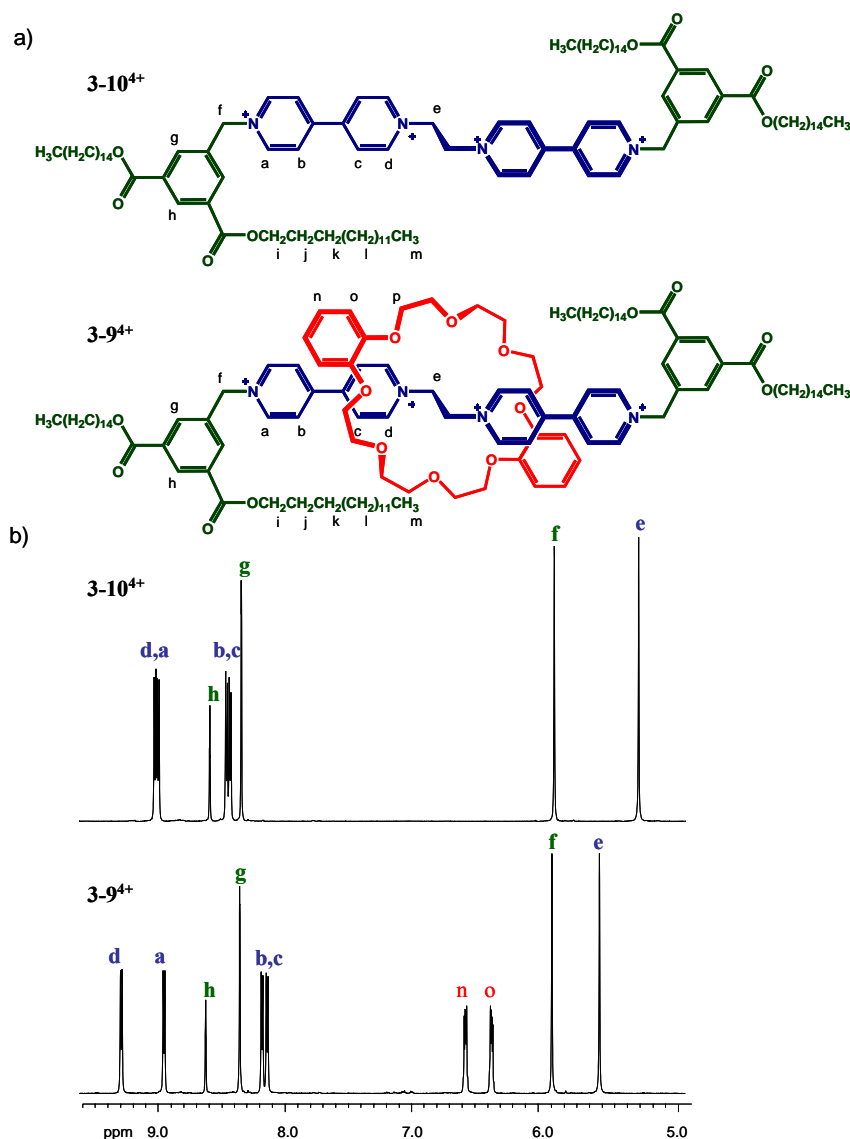 a)
H3C(H2C)14O
O
O
3-10⁴⁺
f
e
O(CH2)14CH3
N
+
N
+
N
+
N
+
g
a
b
c
d
H3C(H2C)14O
O
h
OCH2CH2CH2(CH2)11CH3
O
i
j
k
l
m
n
o
p
O
O
O
H3C(H2C)14O
O
O
3-9⁴⁺
f
O
e
O(CH2)14CH3
N
+
N
+
N
+
N
+
g
O
a
b
c
d
H3C(H2C)14O
O
O
O
O
h
OCH2CH2CH2(CH2)11CH3
O
i
j
k
l
m
b)
3-10⁴⁺
g
f
e
d,a
b,c
h
3-9⁴⁺
g
f
e
d
a
b,c
h
n
o
ppm 9.0 8.0 7.0 6.0 5.0